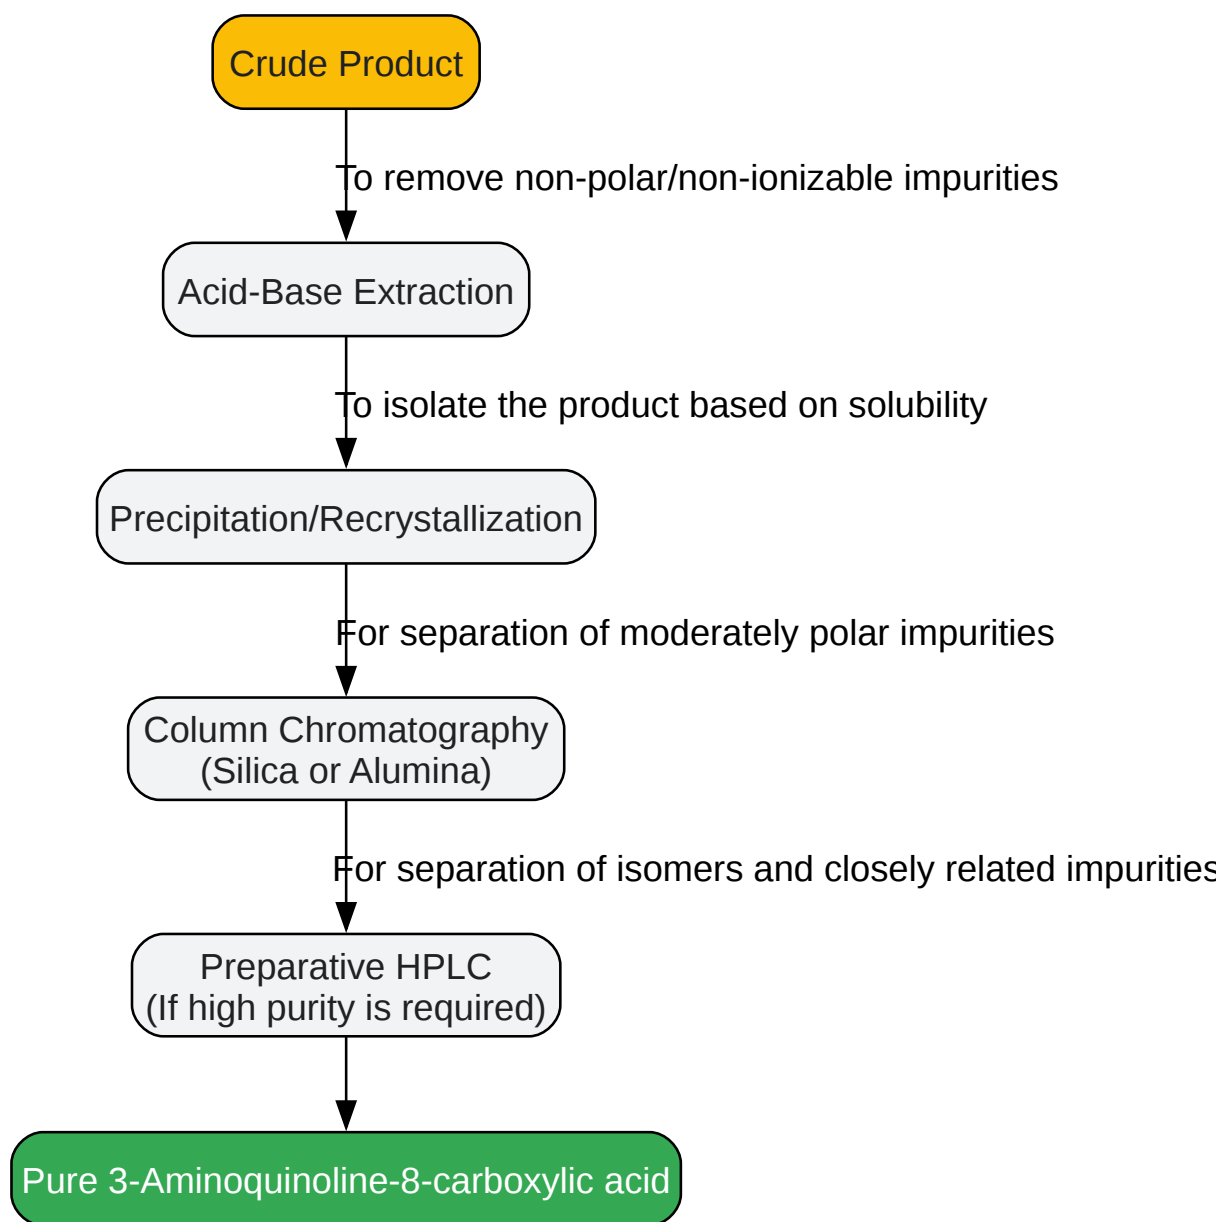 Crude Product
To remove non-polar/non-ionizable impurities
Acid-Base Extraction
To isolate the product based on solubility
Precipitation/Recrystallization
For separation of moderately polar impurities
Column Chromatography
(Silica or Alumina)
For separation of isomers and closely related impurities
Preparative HPLC
(If high purity is required)
Pure 3-Aminoquinoline-8-carboxylic acid